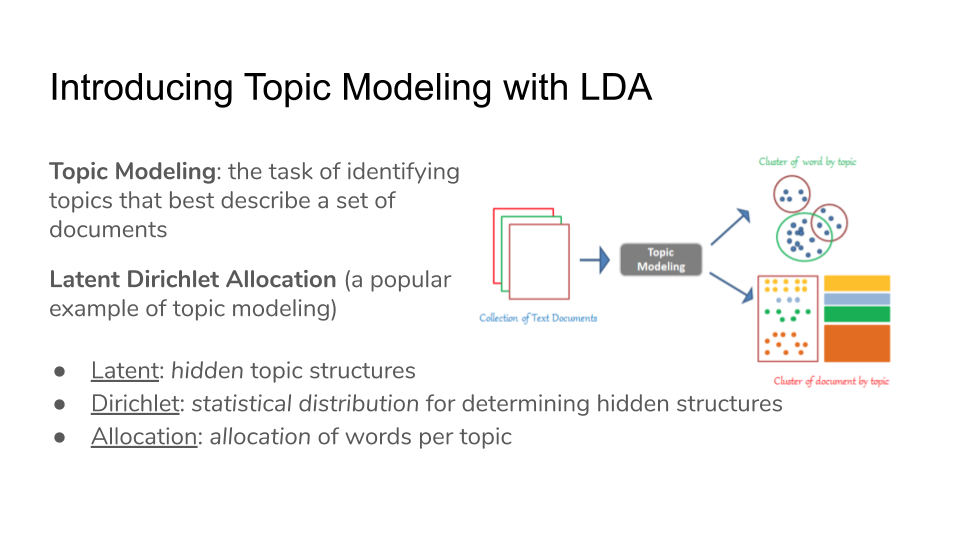 Introducing Topic Modeling with LDA
Topic Modeling: the task of identifying
topics that best describe a set of
documents
Latent Dirichlet Allocation (a popular
example of topic modeling)
● Latent: hidden topic structures
● Dirichlet: statistical distribution for determining hidden structures
● Allocation: allocation of words per topic
Collection of Text Documents
Topic
Modeling
Cluster of word by topic
Cluster of document by topic